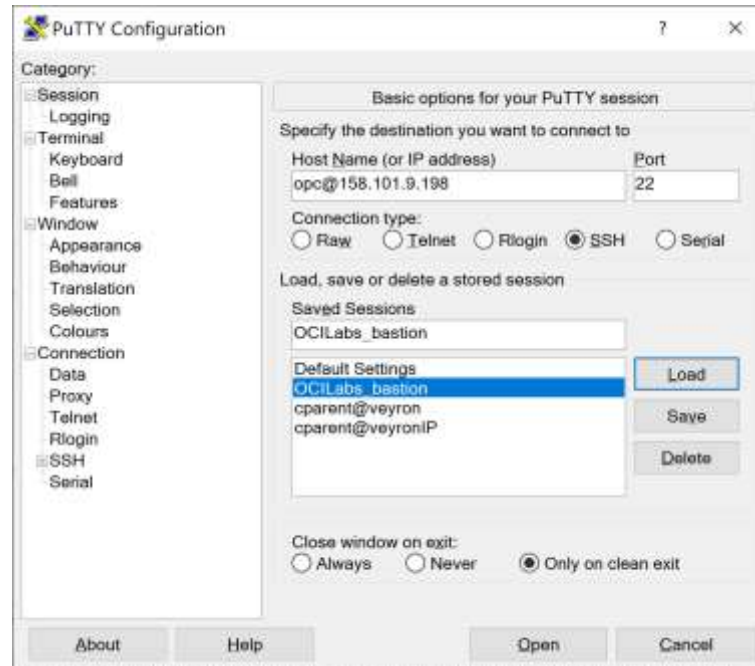 PuTTY Configuration
?
Category:
Session
Logging
Terminal
Keyboard
Bell
Features
Window
Appearance
Behaviour
Translation
Selection
Colours
Connection
Data
Proxy
Telnet
Rlogin
SSH
Serial
Basic options for your PuTTY session
Specify the destination you want to connect to
Host Name (or IP address) Port
opc@158.101.9.198 22
Connection type:
Raw Telnet Rlogin SSH Serial
Load, save or delete a stored session
Saved Sessions
OCILabs_bastion
Default Settings
OCILabs_bastion
cparent@veyron
cparent@veyronIP
Load
Save
Delete
Close window on exit:
Always Never Only on clean exit
About Help Open Cancel